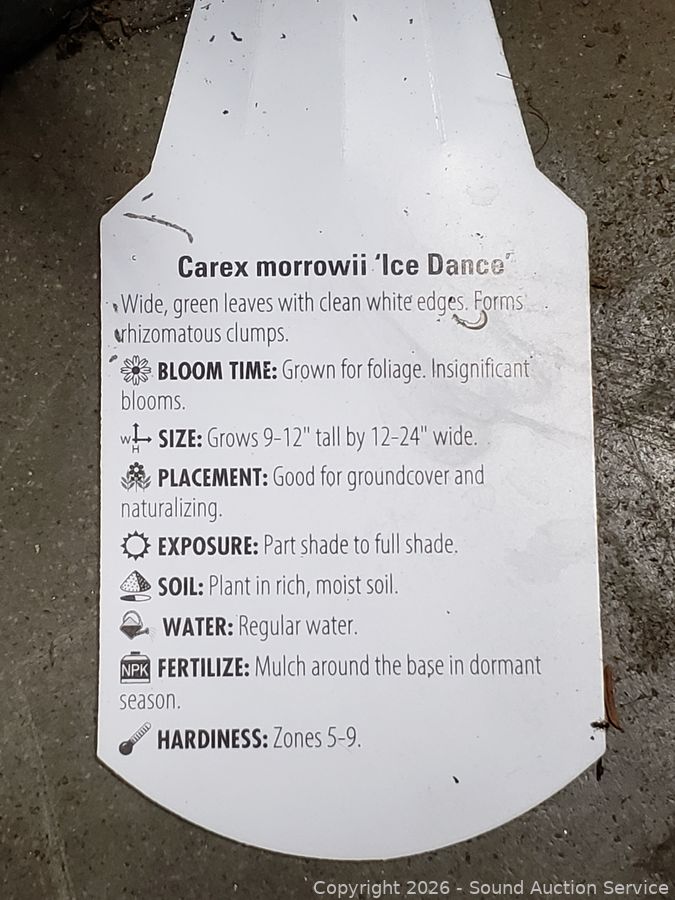 Carex morrowii 'Ice Dance'
Wide, green leaves with clean white edges. Forms
rhizomatous clumps.
BLOOM TIME: Grown for foliage. Insignificant
blooms.
W H SIZE: Grows 9-12" tall by 12-24" wide.
PLACEMENT: Good for groundcover and
naturalizing.
EXPOSURE: Part shade to full shade.
SOIL: Plant in rich, moist soil.
WATER: Regular water.
NPK FERTILIZE: Mulch around the base in dormant
season.
HARDINESS: Zones 5-9.
Copyright 2026 - Sound Auction Service